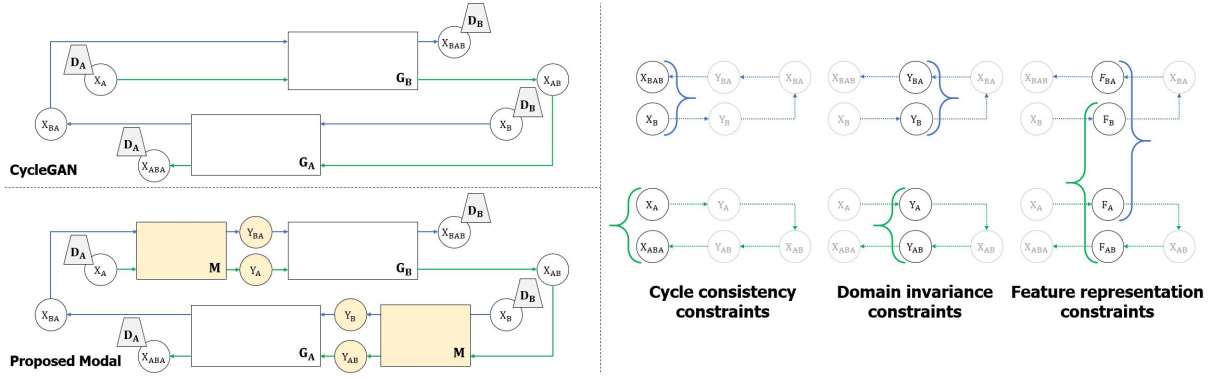 D_A
D_B
X_A
X_BAB
G_B
X_AB
X_BA
D_A
X_B
D_B
X_ABA
G_A
CycleGAN
D_A
D_B
X_A
M
Y_BA
Y_A
X_BAB
G_B
X_AB
X_BA
D_A
Y_B
X_B
D_B
X_ABA
G_A
Y_AB
M
Proposed Modal
X_BAB
Y_BA
X_BA
X_B
Y_B
X_A
Y_A
X_ABA
Y_AB
X_AB
Cycle consistency
constraints
X_BAB
Y_BA
X_BA
X_B
Y_B
X_A
Y_A
X_ABA
Y_AB
X_AB
Domain invariance
constraints
X_BAB
F_BA
X_BA
X_B
F_B
X_A
F_A
X_ABA
F_AB
X_AB
Feature representation
constraints